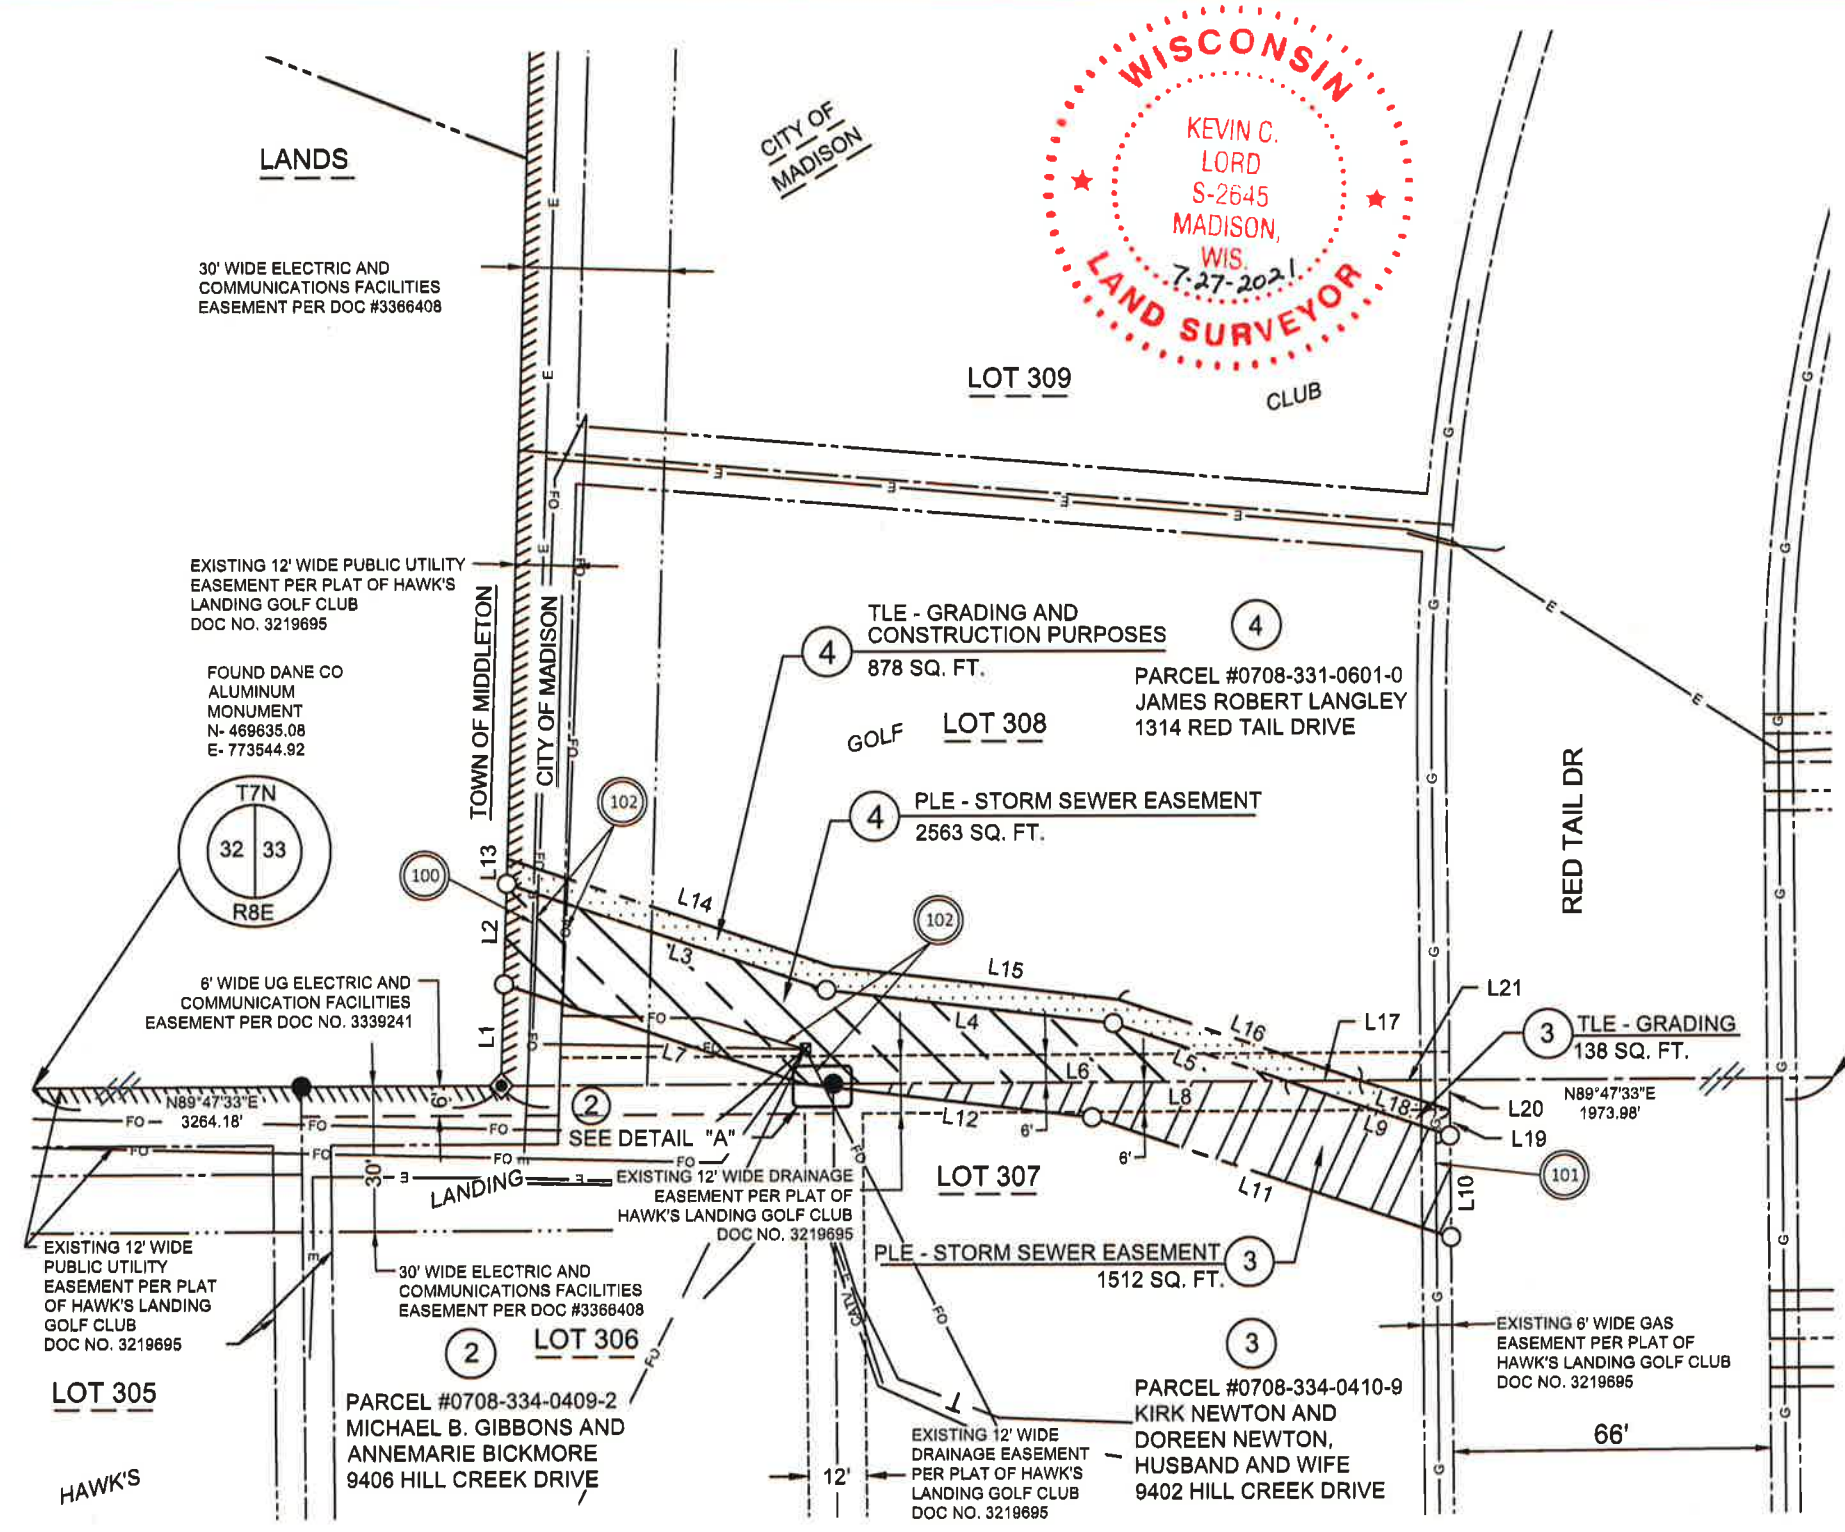 WISCONSIN
KEVIN C.
LORD
S-2645
MADISON,
WIS.
7-27-2021
LAND SURVEYOR
LANDS
CITY OF
MADISON
30' WIDE ELECTRIC AND
COMMUNICATIONS FACILITIES
EASEMENT PER DOC #3366408
LOT 309
CLUB
EXISTING 12' WIDE PUBLIC UTILITY
EASEMENT PER PLAT OF HAWK'S
LANDING GOLF CLUB
DOC NO. 3219695
TOWN OF MIDDLETON
CITY OF MADISON
FOUND DANE CO
ALUMINUM
MONUMENT
N- 469635.08
E- 773544.92
T7N
32 33
R8E
4
TLE - GRADING AND
CONSTRUCTION PURPOSES
878 SQ. FT.
4
PARCEL #0708-331-0601-0
JAMES ROBERT LANGLEY
1314 RED TAIL DRIVE
GOLF
LOT 308
RED TAIL DR
4
PLE - STORM SEWER EASEMENT
2563 SQ. FT.
102
100
102
L13
L2
L1
L14
L3
L15
L4
L16
L5
L17
L21
L7
L6
L8
L18
L9
L20
L19
L12
L11
L10
101
6' WIDE UG ELECTRIC AND
COMMUNICATION FACILITIES
EASEMENT PER DOC NO. 3339241
3
TLE - GRADING
138 SQ. FT.
N89°47'33"E
3264.18'
N89°47'33"E
1973.98'
6'
6'
6'
30'
2
SEE DETAIL "A"
LANDING
EXISTING 12' WIDE DRAINAGE
EASEMENT PER PLAT OF
HAWK'S LANDING GOLF CLUB
DOC NO. 3219695
LOT 307
PLE - STORM SEWER EASEMENT
1512 SQ. FT.
3
EXISTING 12' WIDE
PUBLIC UTILITY
EASEMENT PER PLAT
OF HAWK'S LANDING
GOLF CLUB
DOC NO. 3219695
30' WIDE ELECTRIC AND
COMMUNICATIONS FACILITIES
EASEMENT PER DOC #3366408
2
LOT 306
PARCEL #0708-334-0409-2
MICHAEL B. GIBBONS AND
ANNEMARIE BICKMORE
9406 HILL CREEK DRIVE
LOT 305
HAWK'S
CATV
12'
EXISTING 12' WIDE
DRAINAGE EASEMENT
PER PLAT OF HAWK'S
LANDING GOLF CLUB
DOC NO. 3219695
3
PARCEL #0708-334-0410-9
KIRK NEWTON AND
DOREEN NEWTON,
HUSBAND AND WIFE
9402 HILL CREEK DRIVE
EXISTING 6' WIDE GAS
EASEMENT PER PLAT OF
HAWK'S LANDING GOLF CLUB
DOC NO. 3219695
66'